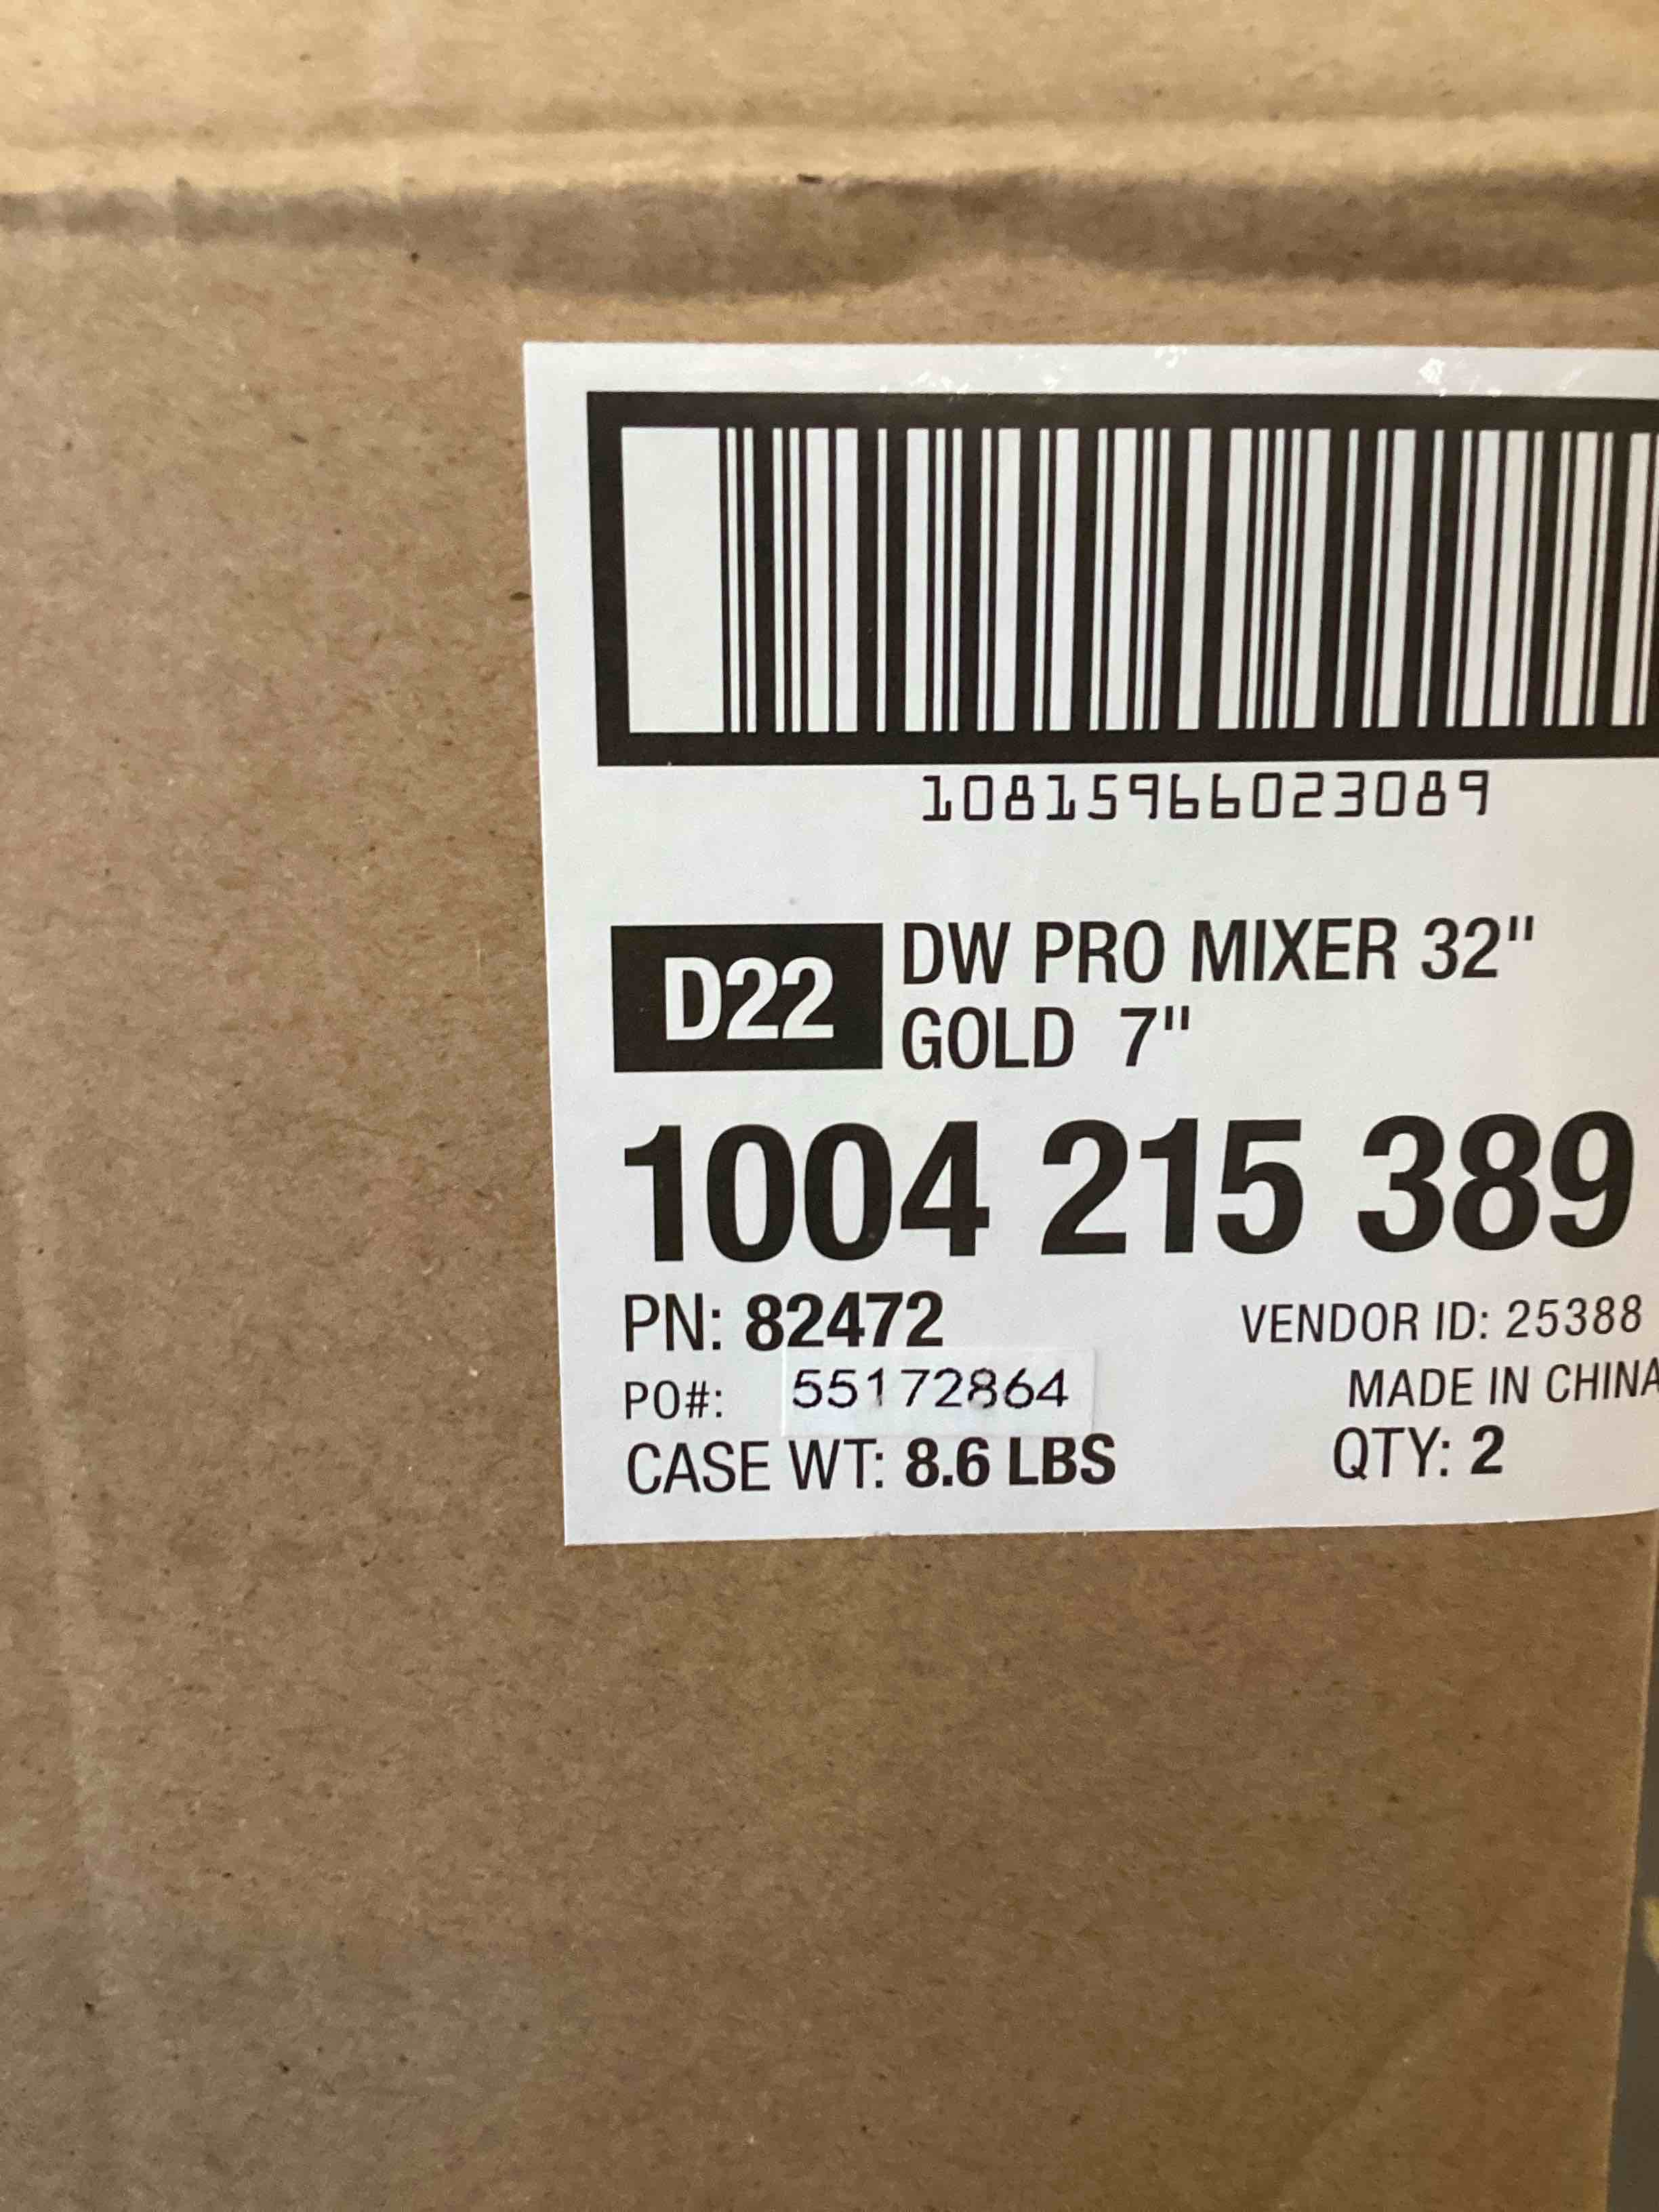 10815966023089
D22
DW PRO MIXER 32"
GOLD  7"
1004 215 389
PN: 82472
VENDOR ID: 25388
PO#: 55172864
MADE IN CHINA
CASE WT: 8.6 LBS
QTY: 2